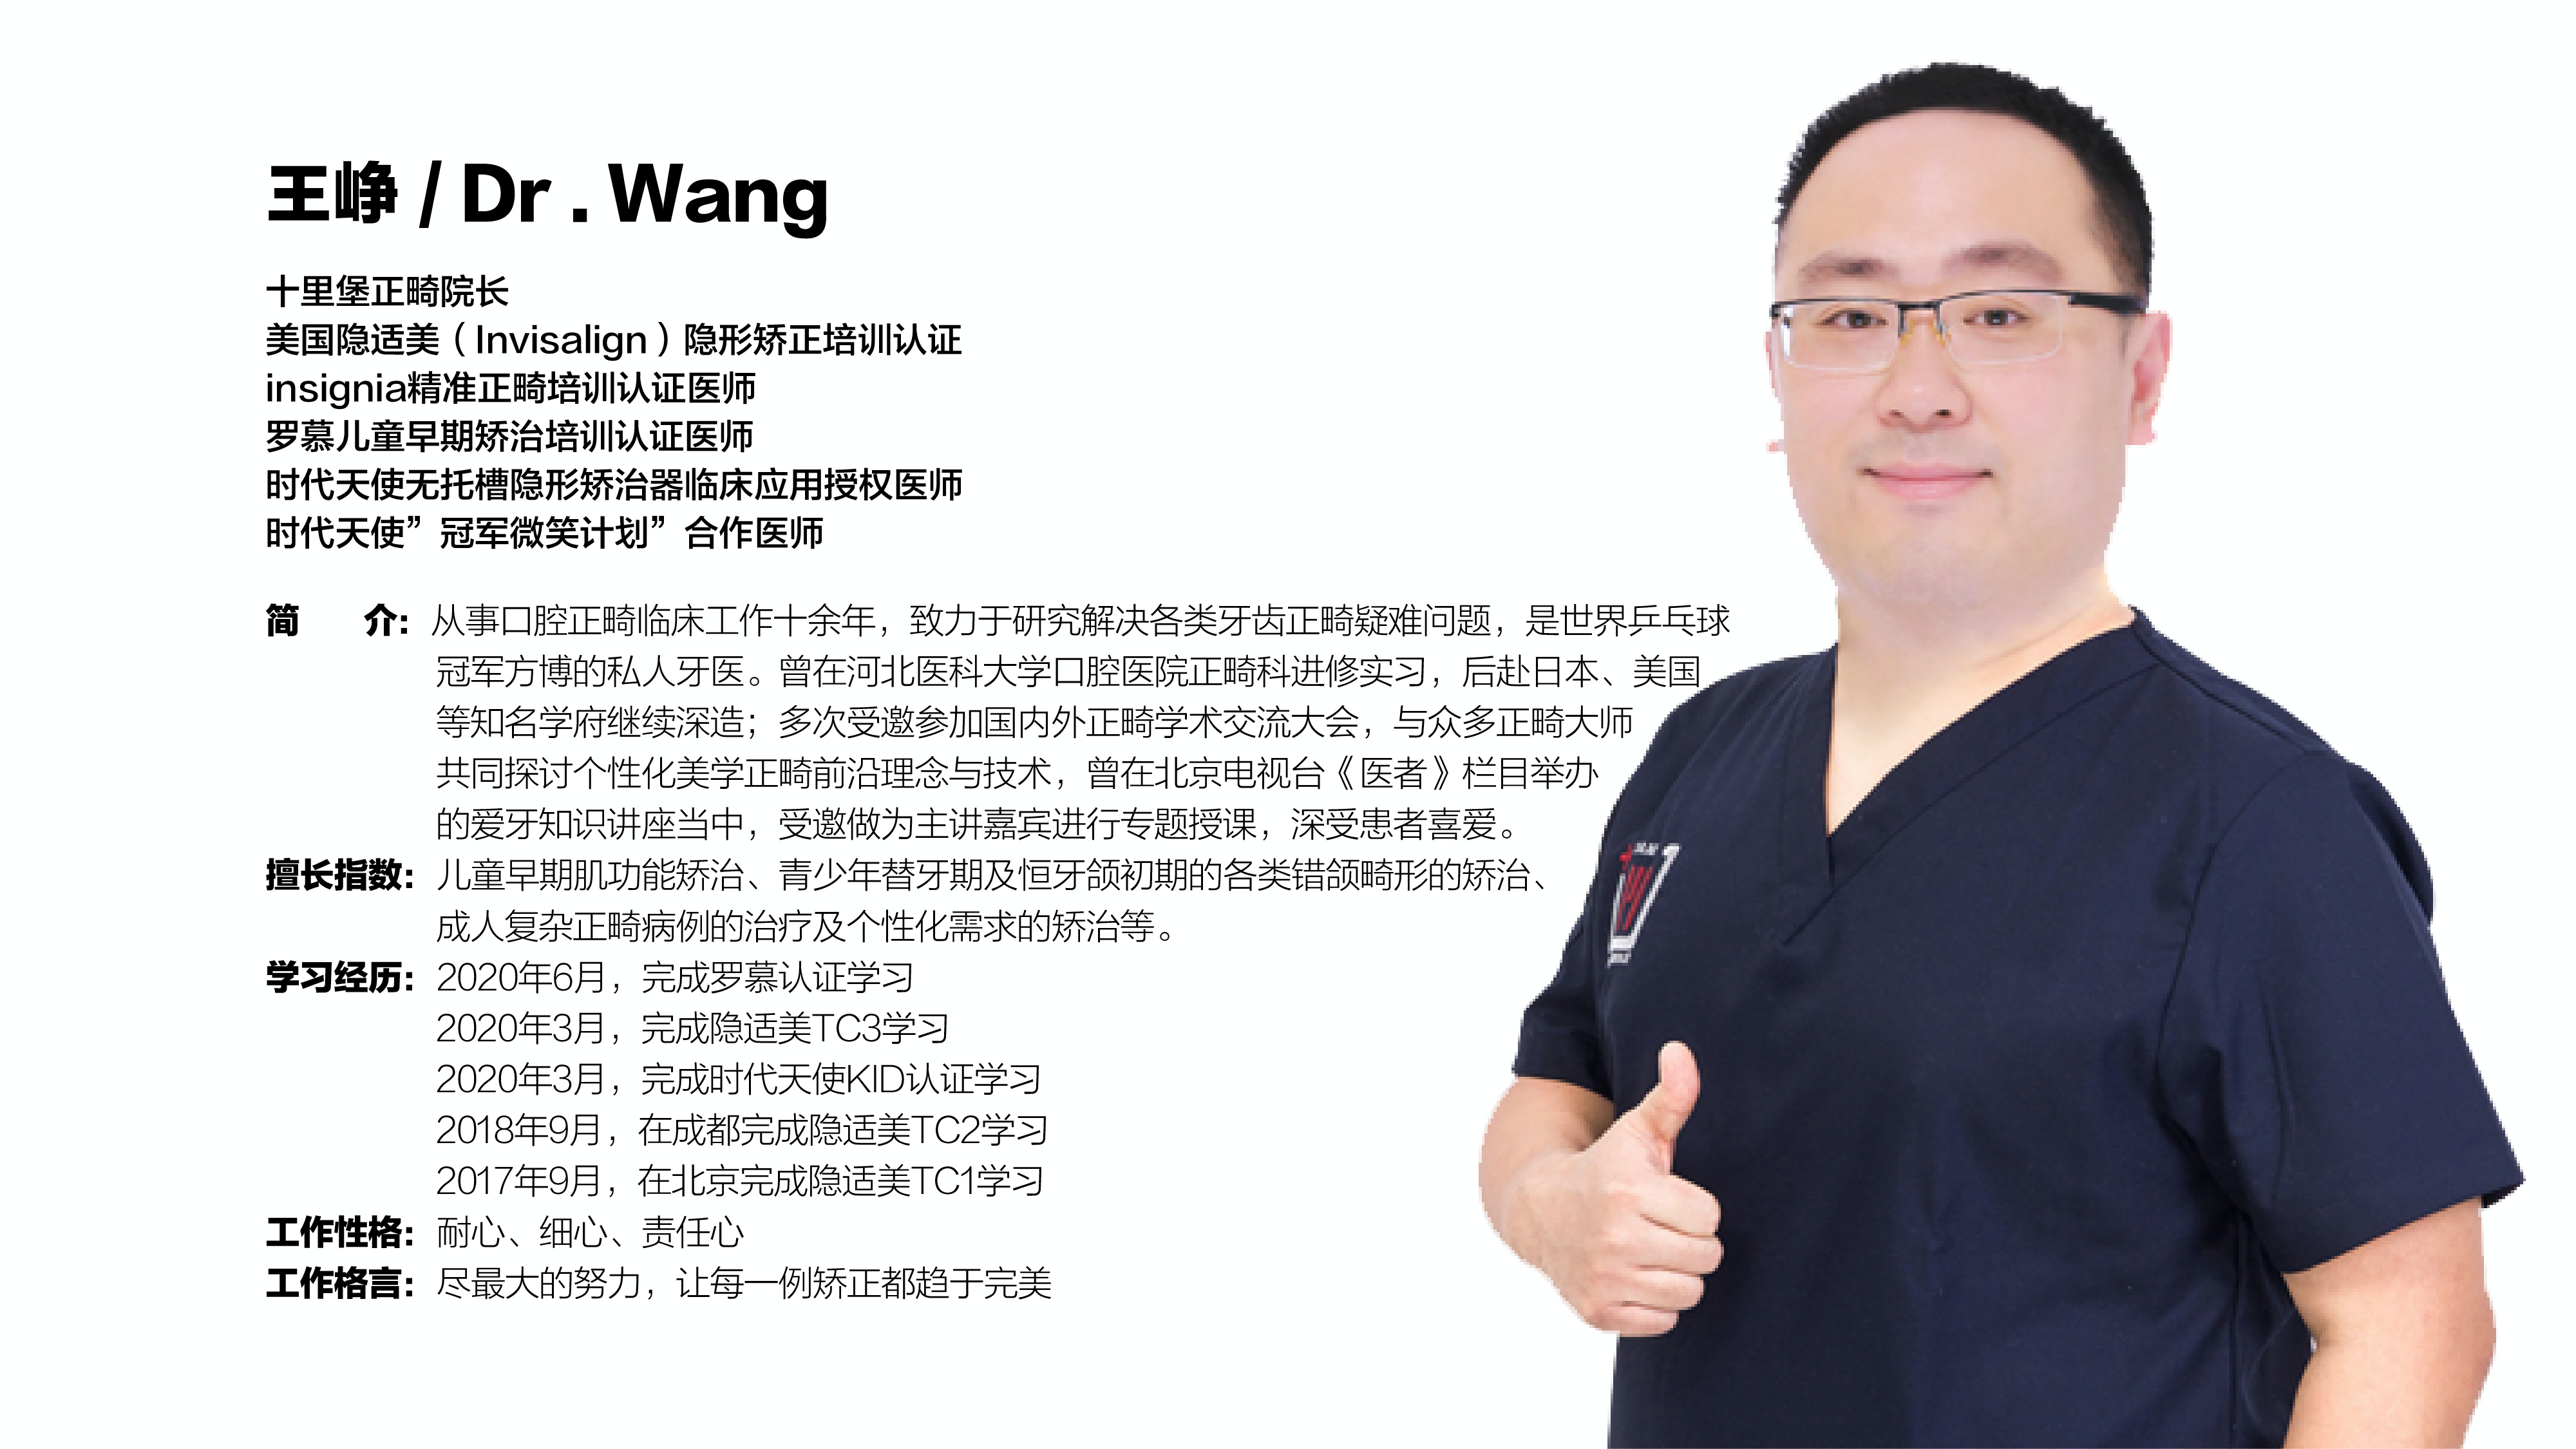 王峥 / Dr . Wang
十里堡正畸院长
美国隐适美（Invisalign）隐形矫正培训认证
insignia精准正畸培训认证医师
罗慕儿童早期矫治培训认证医师
时代天使无托槽隐形矫治器临床应用授权医师
时代天使”冠军微笑计划”合作医师
简 介：从事口腔正畸临床工作十余年，致力于研究解决各类牙齿正畸疑难问题，是世界乒乓球
冠军方博的私人牙医。曾在河北医科大学口腔医院正畸科进修实习，后赴日本、美国
等知名学府继续深造；多次受邀参加国内外正畸学术交流大会，与众多正畸大师
共同探讨个性化美学正畸前沿理念与技术，曾在北京电视台《医者》栏目举办
的爱牙知识讲座当中，受邀做为主讲嘉宾进行专题授课，深受患者喜爱。
擅长指数：儿童早期肌功能矫治、青少年替牙期及恒牙颌初期的各类错颌畸形的矫治、
成人复杂正畸病例的治疗及个性化需求的矫治等。
学习经历：2020年6月，完成罗慕认证学习
2020年3月，完成隐适美TC3学习
2020年3月，完成时代天使KID认证学习
2018年9月，在成都完成隐适美TC2学习
2017年9月，在北京完成隐适美TC1学习
工作性格：耐心、细心、责任心
工作格言：尽最大的努力，让每一例矫正都趋于完美